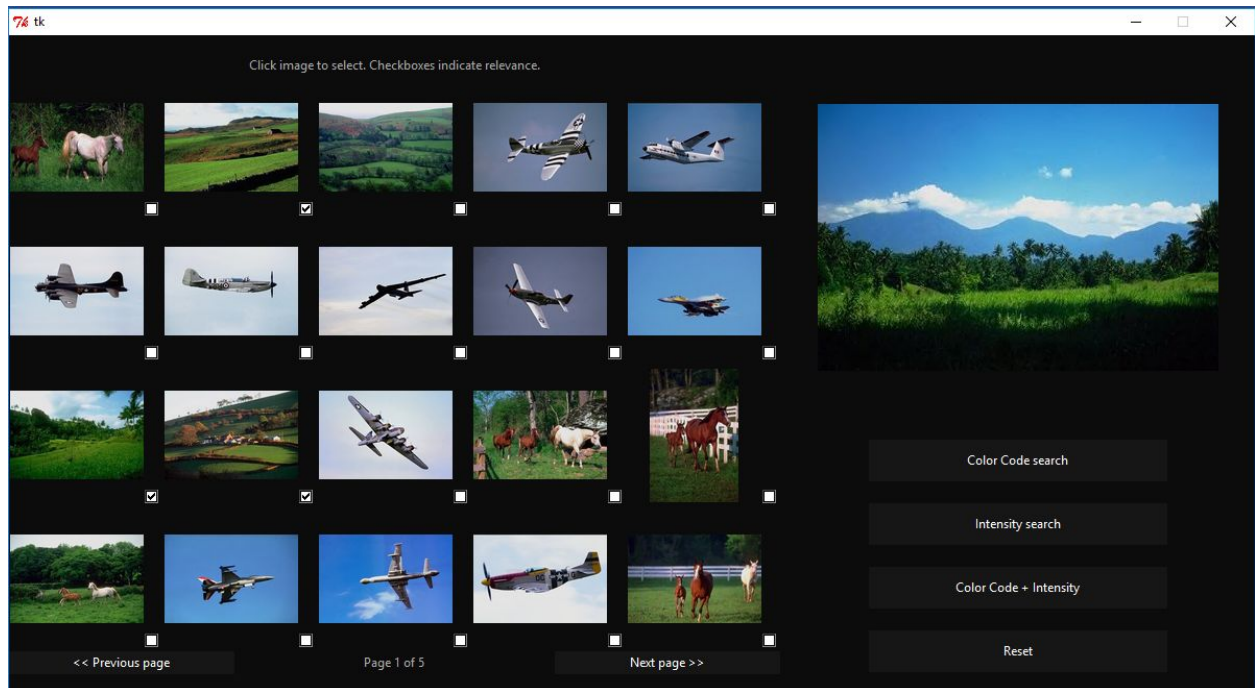 tk
Click image to select. Checkboxes indicate relevance.
Color Code search
Intensity search
Color Code + Intensity
Reset
<< Previous page
Page 1 of 5
Next page >>